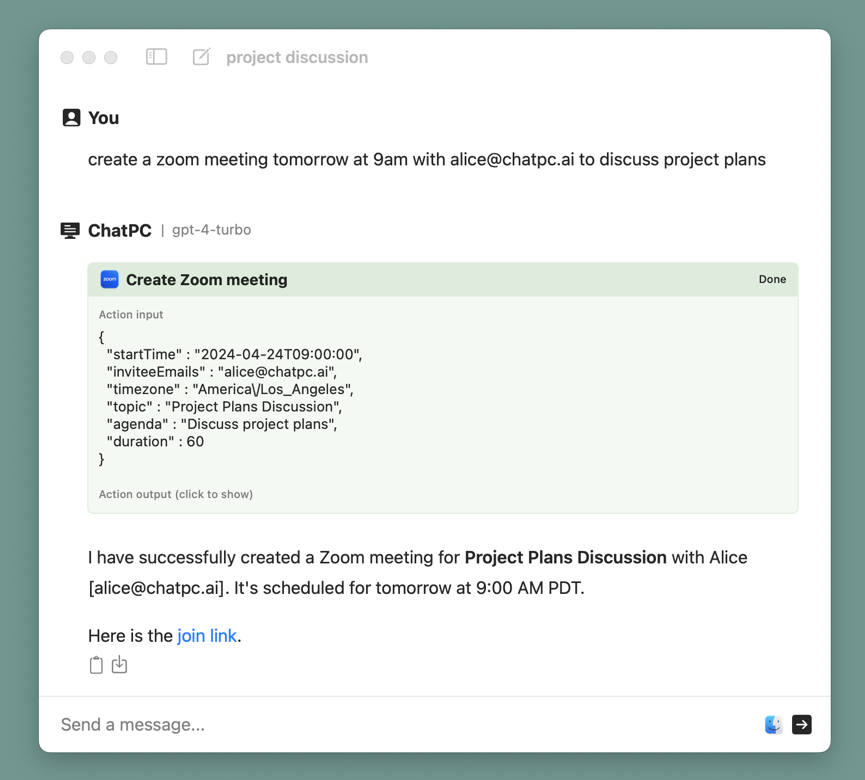 project discussion
You
create a zoom meeting tomorrow at 9am with alice@chatpc.ai to discuss project plans
ChatPC | gpt-4-turbo
zoom Create Zoom meeting Done
Action input
{
"startTime" : "2024-04-24T09:00:00",
"inviteeEmails" : "alice@chatpc.ai",
"timezone" : "America\/Los_Angeles",
"topic" : "Project Plans Discussion",
"agenda" : "Discuss project plans",
"duration" : 60
}
Action output (click to show)
I have successfully created a Zoom meeting for Project Plans Discussion with Alice
[alice@chatpc.ai]. It's scheduled for tomorrow at 9:00 AM PDT.
Here is the join link.
Send a message...